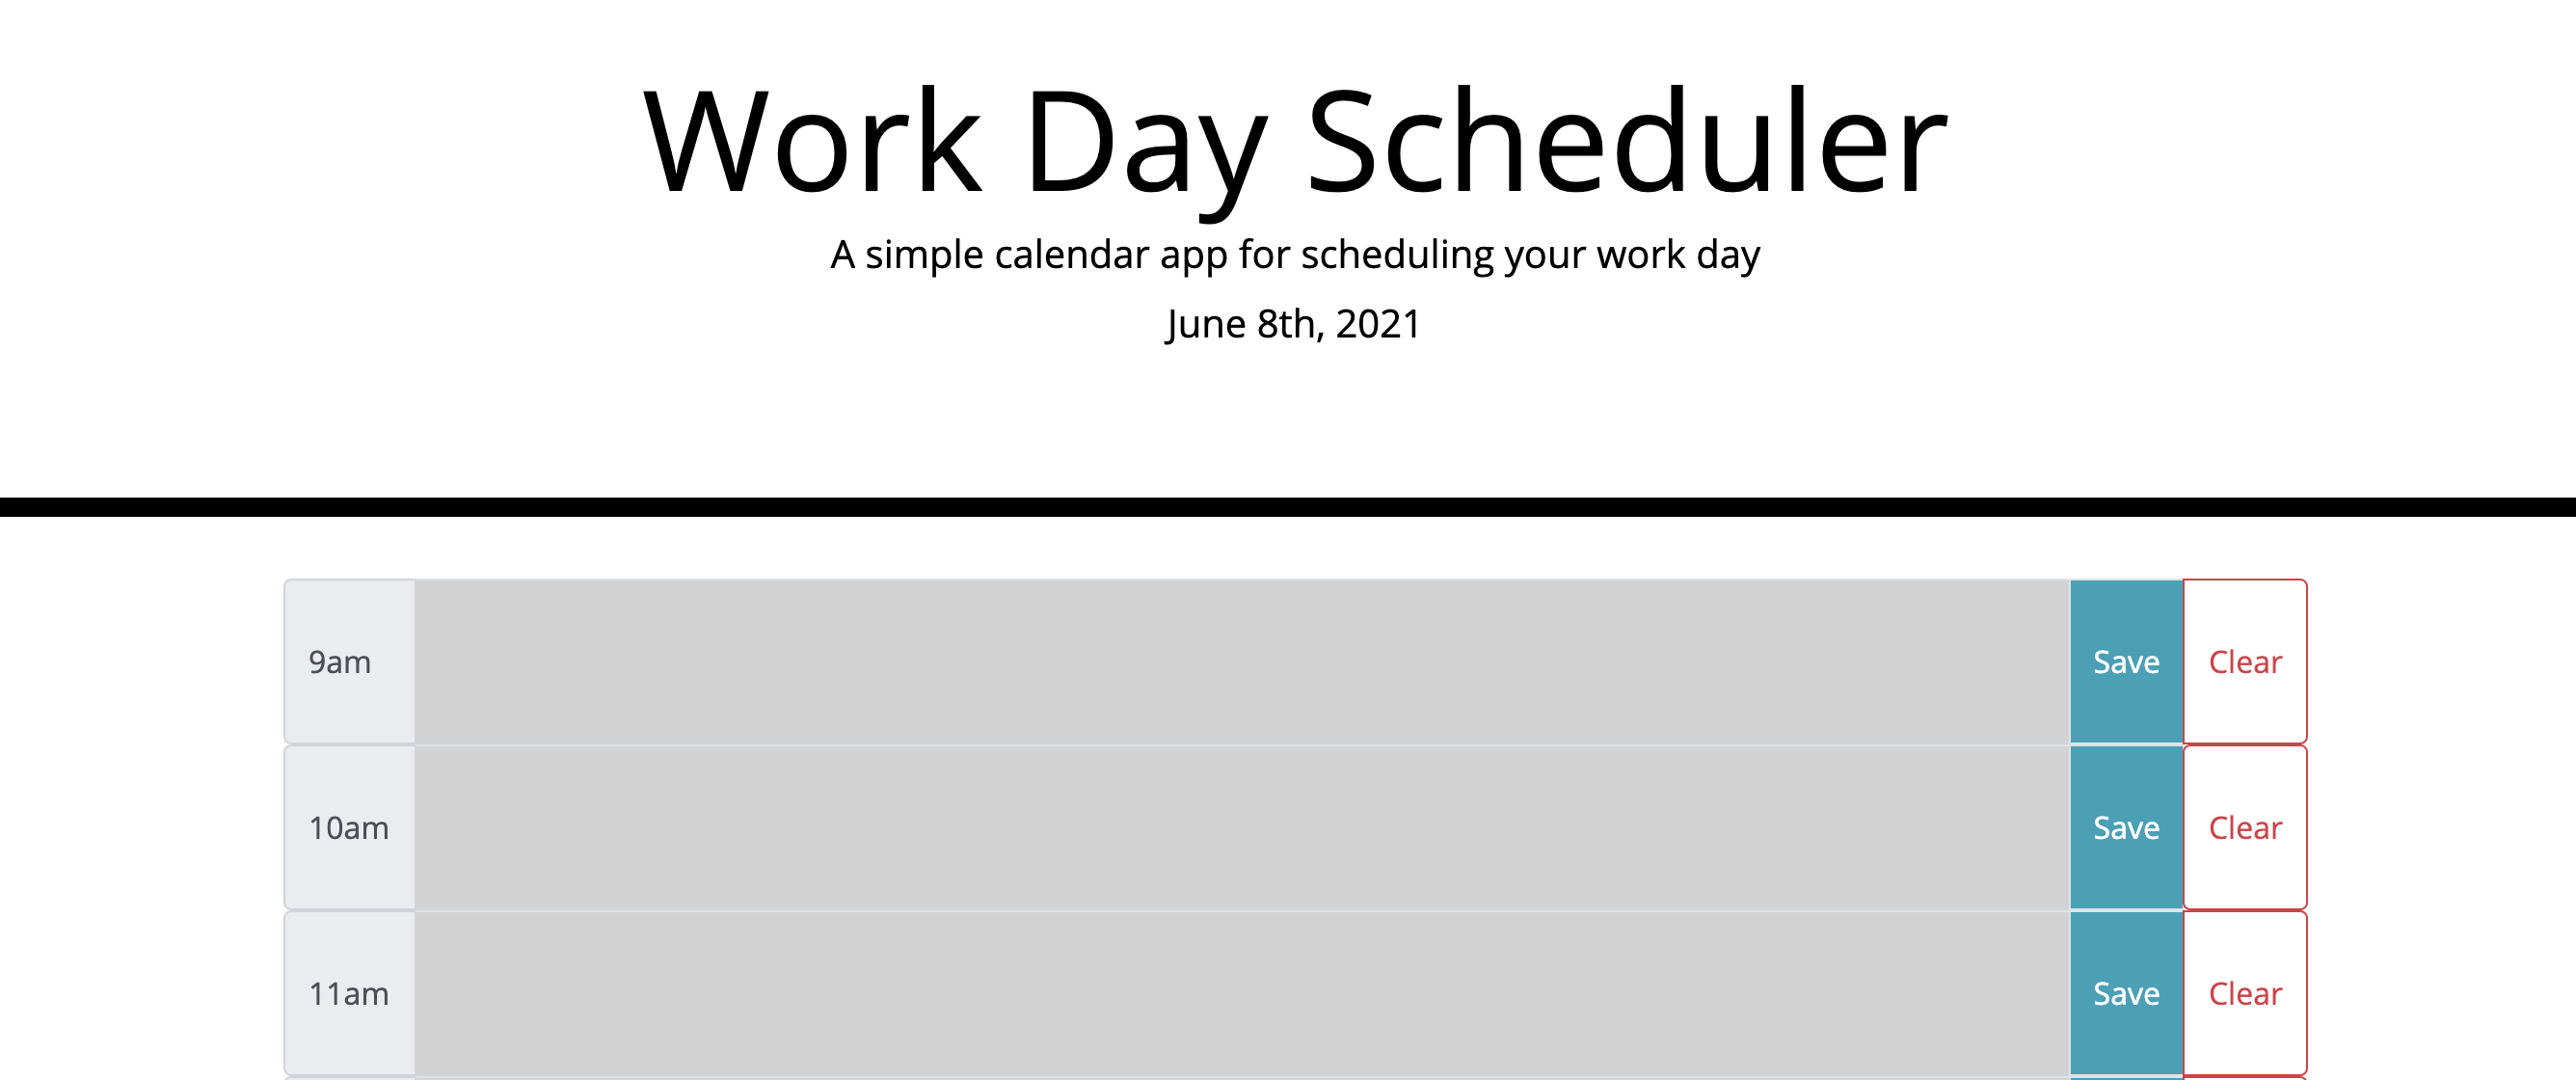 Work Day Scheduler
A simple calendar app for scheduling your work day
June 8th, 2021
9am Save Clear
10am Save Clear
11am Save Clear